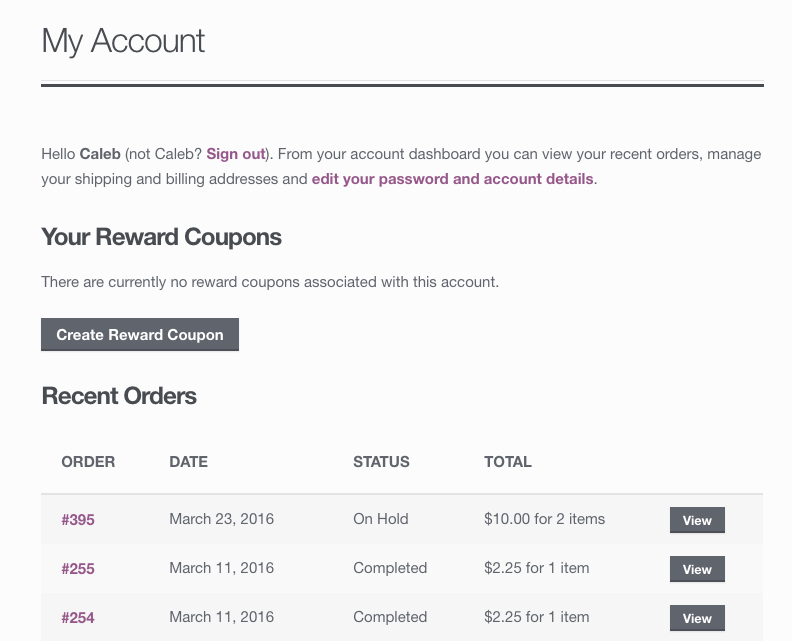 My Account
Hello Caleb (not Caleb? Sign out). From your account dashboard you can view your recent orders, manage
your shipping and billing addresses and edit your password and account details.
Your Reward Coupons
There are currently no reward coupons associated with this account.
Create Reward Coupon
Recent Orders
ORDER DATE STATUS TOTAL
#395 March 23, 2016 On Hold $10.00 for 2 items View
#255 March 11, 2016 Completed $2.25 for 1 item View
#254 March 11, 2016 Completed $2.25 for 1 item View